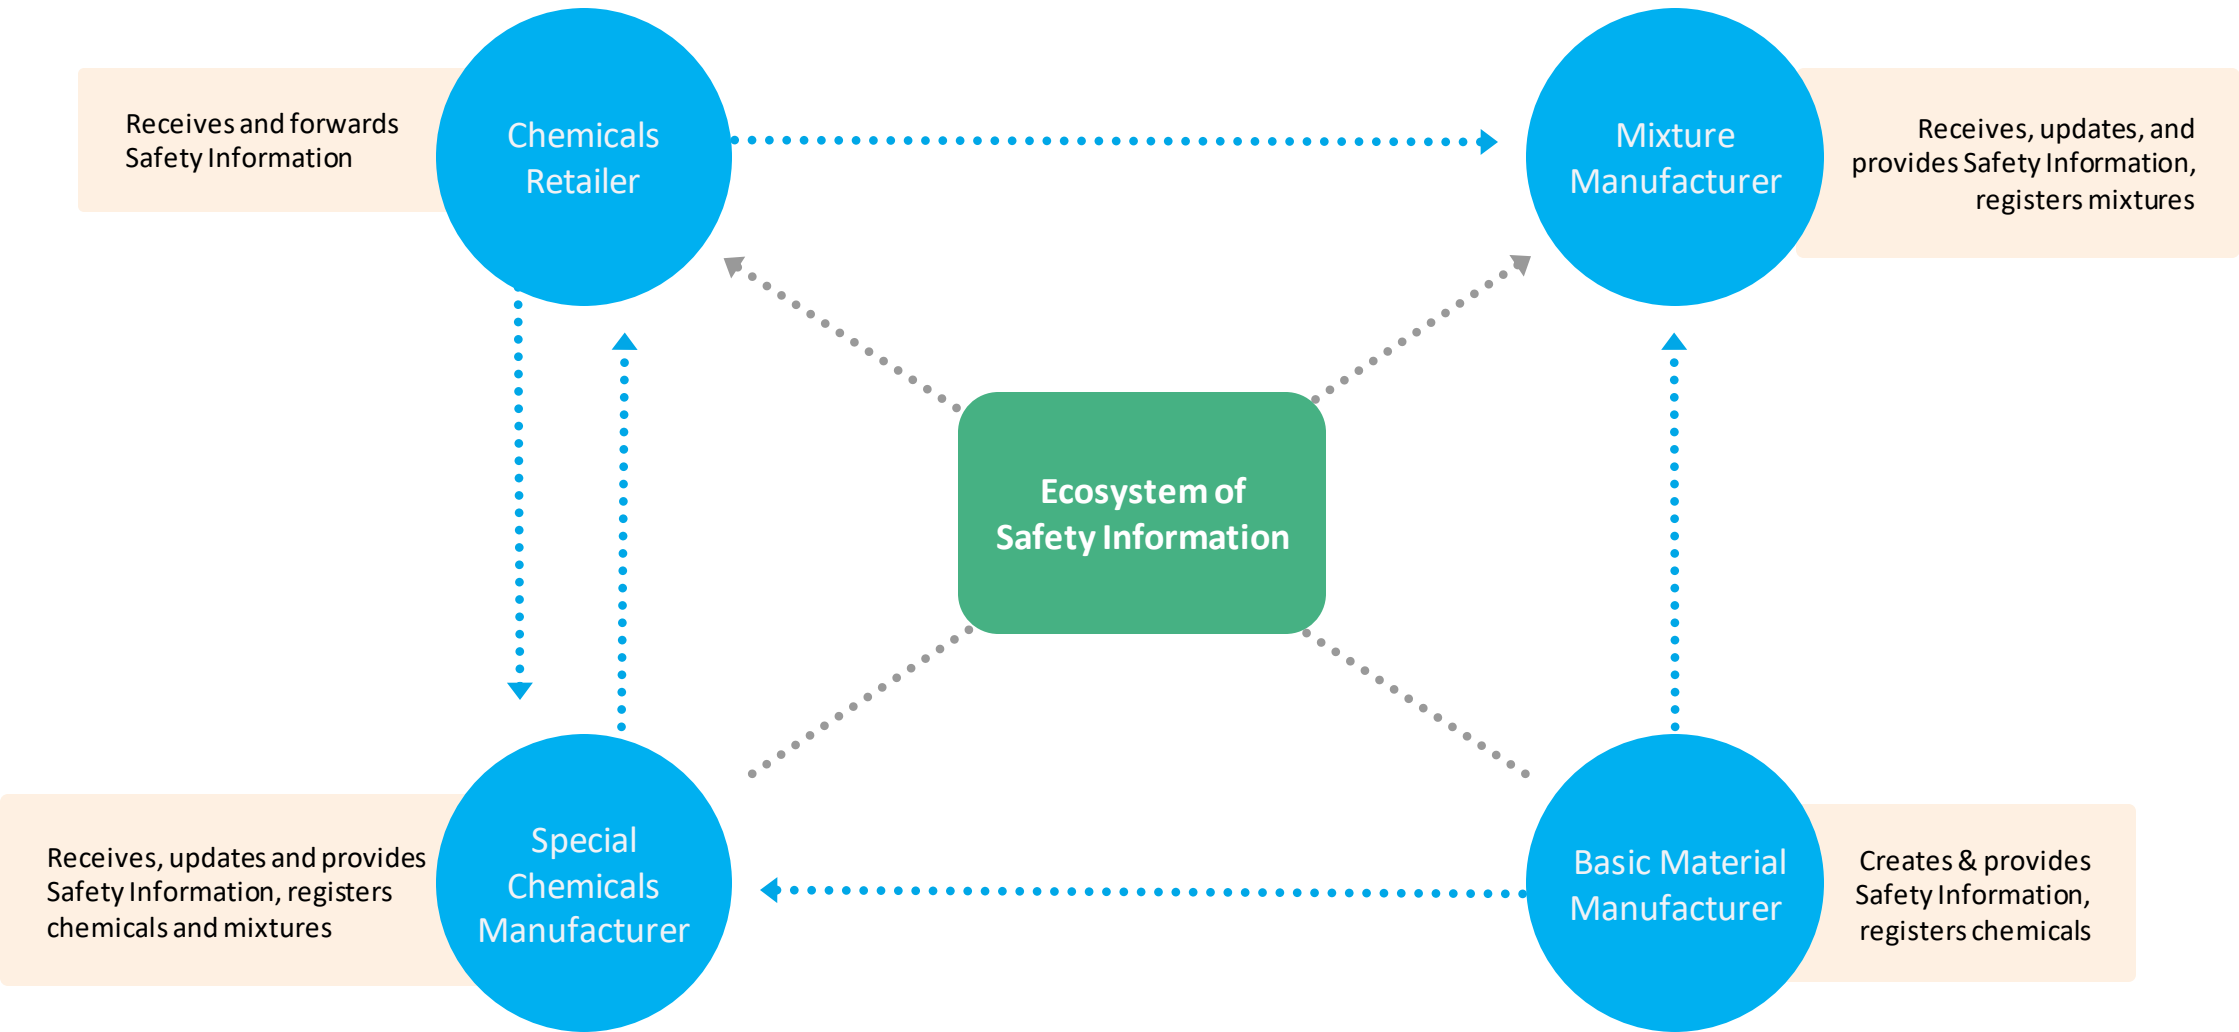 Receives and forwards
Safety Information
Chemicals
Retailer
Mixture
Manufacturer
Receives, updates, and
provides Safety Information,
registers mixtures
Ecosystem of
Safety Information
Receives, updates and provides
Safety Information, registers
chemicals and mixtures
Special
Chemicals
Manufacturer
Basic Material
Manufacturer
Creates & provides
Safety Information,
registers chemicals